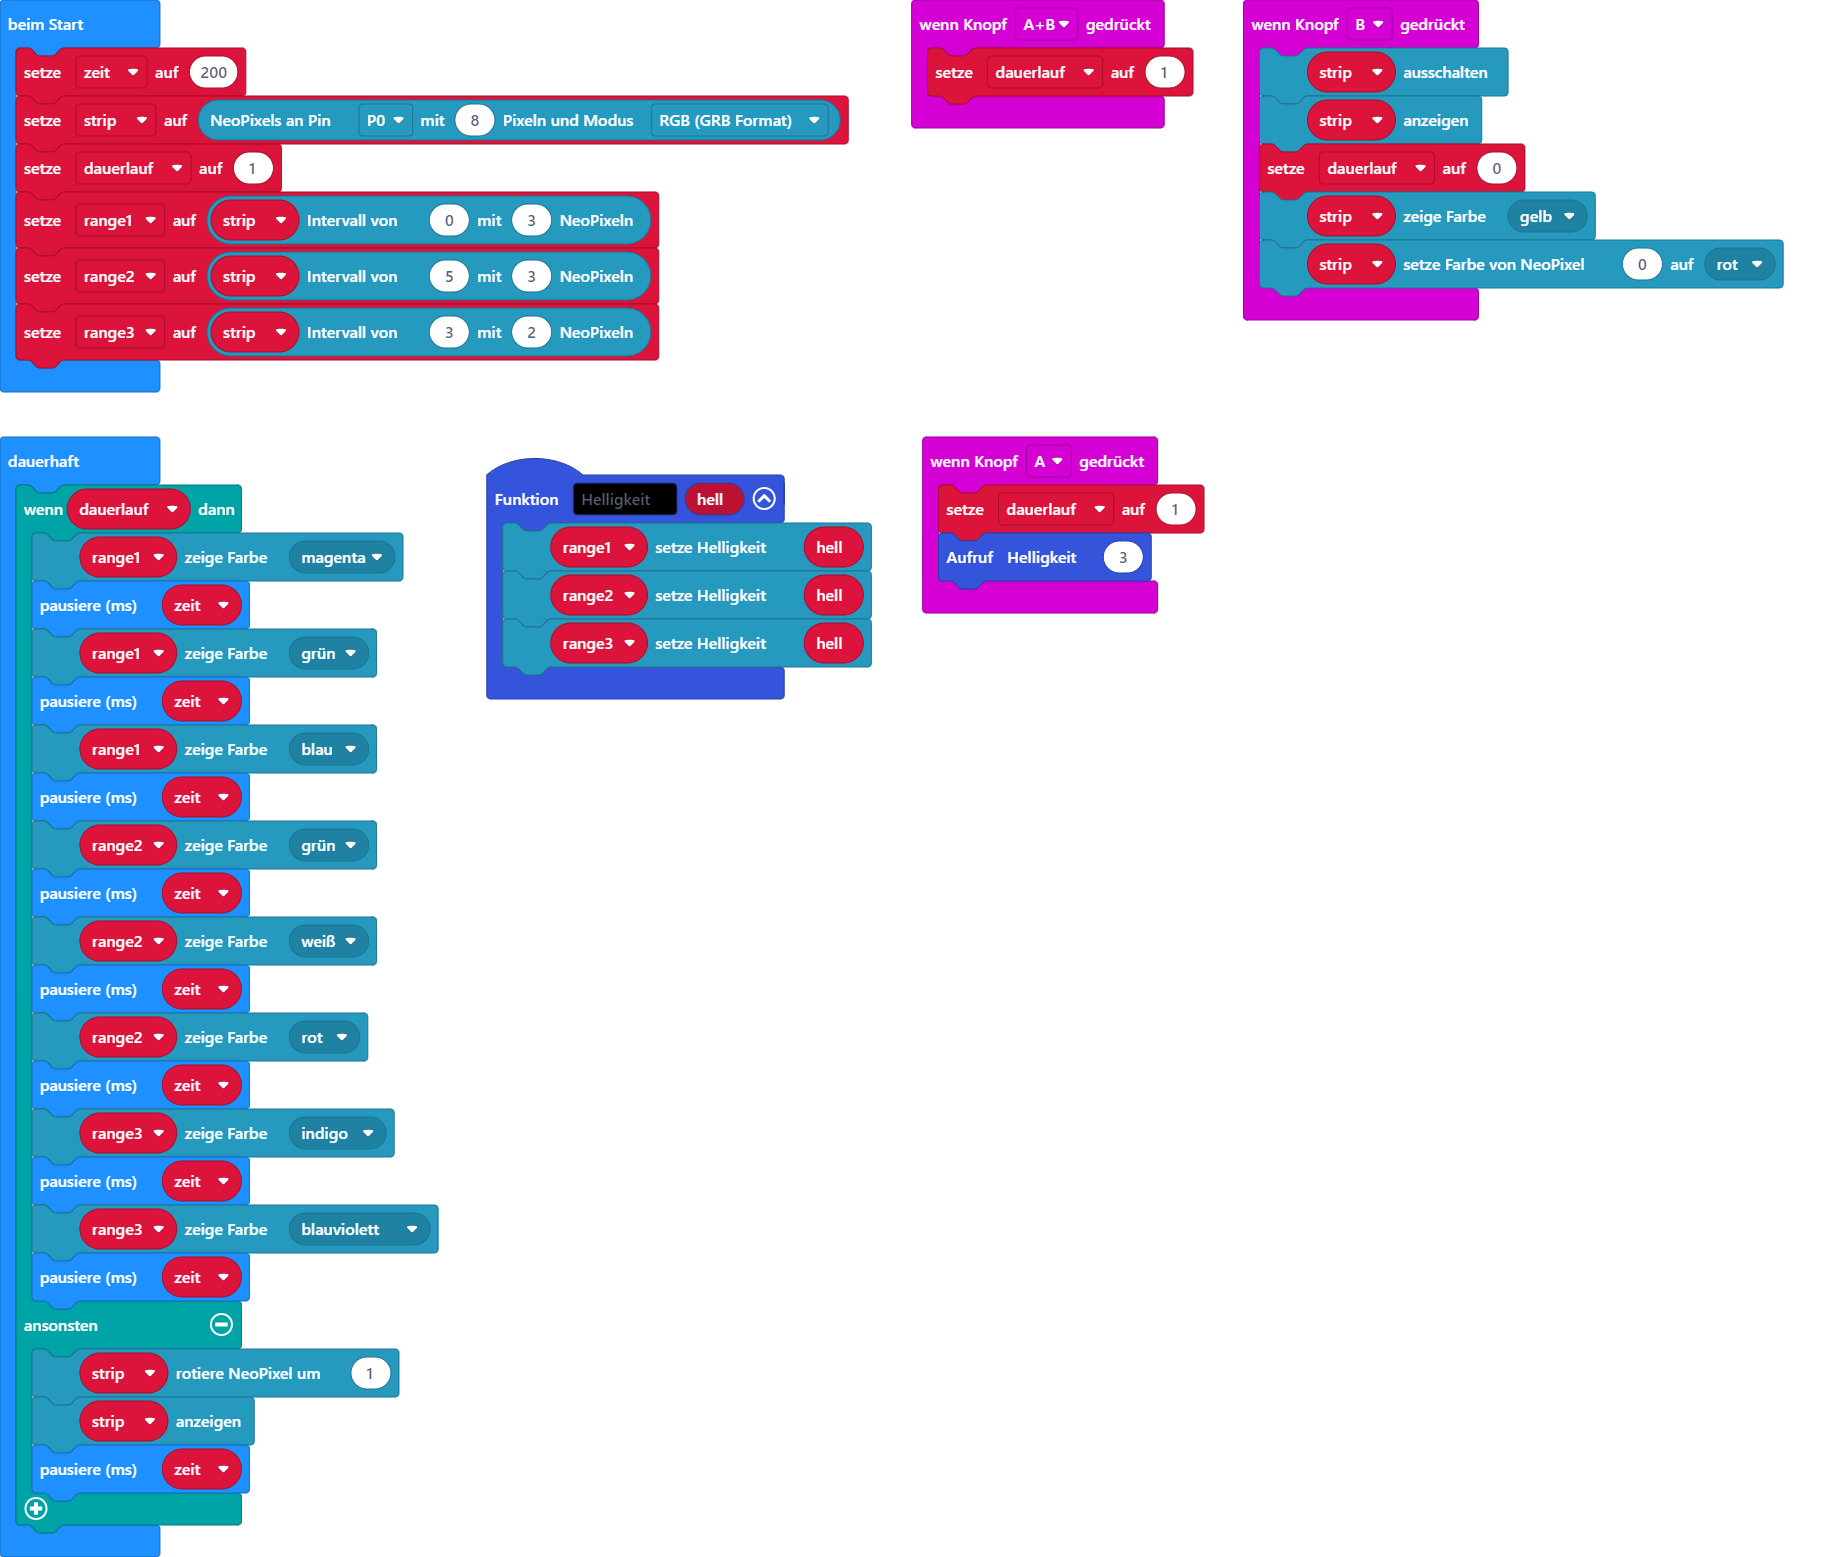 beim Start
setze zeit auf 200
setze strip auf NeoPixels an Pin P0 mit 8 Pixeln und Modus RGB (GRB Format)
setze dauerlauf auf 1
setze range1 auf strip Intervall von 0 mit 3 NeoPixeln
setze range2 auf strip Intervall von 5 mit 3 NeoPixeln
setze range3 auf strip Intervall von 3 mit 2 NeoPixeln
wenn Knopf A+B gedrückt
setze dauerlauf auf 1
wenn Knopf B gedrückt
strip ausschalten
strip anzeigen
setze dauerlauf auf 0
strip zeige Farbe gelb
strip setze Farbe von NeoPixel 0 auf rot
dauerhaft
wenn dauerlauf dann
range1 zeige Farbe magenta
pausiere (ms) zeit
range1 zeige Farbe grün
pausiere (ms) zeit
range1 zeige Farbe blau
pausiere (ms) zeit
range2 zeige Farbe grün
pausiere (ms) zeit
range2 zeige Farbe weiß
pausiere (ms) zeit
range2 zeige Farbe rot
pausiere (ms) zeit
range3 zeige Farbe indigo
pausiere (ms) zeit
range3 zeige Farbe blauviolett
pausiere (ms) zeit
ansonsten
strip rotiere NeoPixel um 1
strip anzeigen
pausiere (ms) zeit
Funktion Helligkeit hell
range1 setze Helligkeit hell
range2 setze Helligkeit hell
range3 setze Helligkeit hell
wenn Knopf A gedrückt
setze dauerlauf auf 1
Aufruf Helligkeit 3